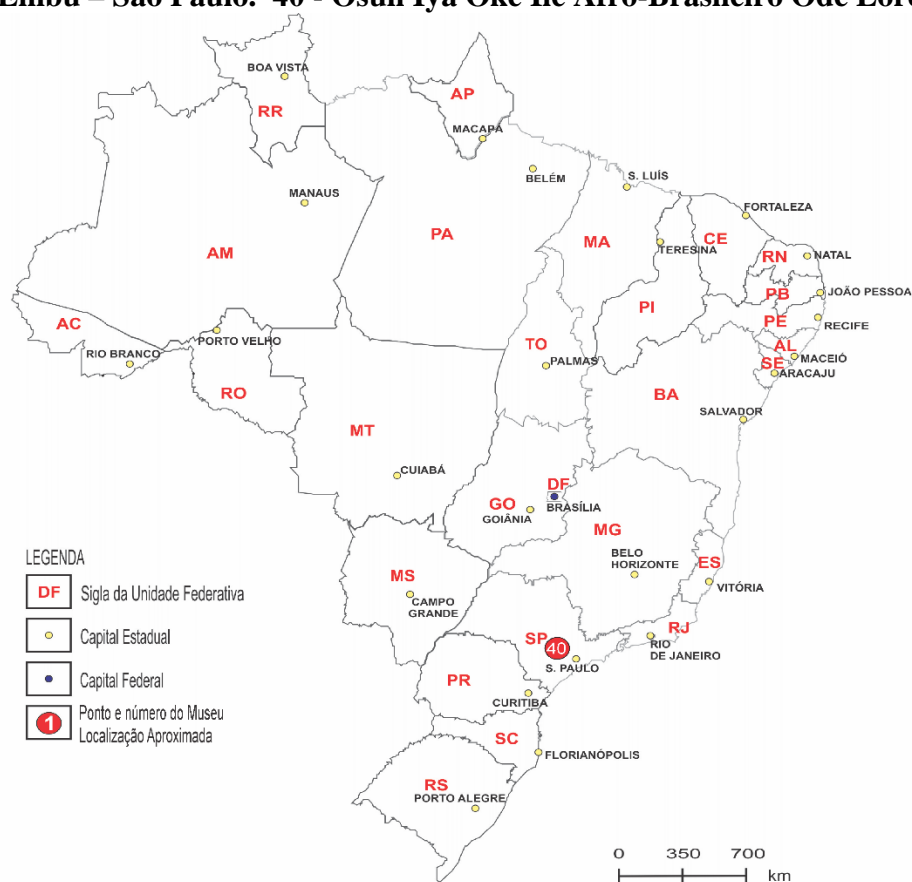 Embu – São Paulo. 40 - Osun Iyá Oke Ilê Afro-Brasileiro Odé
BOA VISTA
RR
AP
MACAPÁ
BELÉM
S. LUÍS
MANAUS
FORTALEZA
PA
MA
TERESINA
CE
AM
RN
NATAL
PB
JOÃO PESSOA
PI
AC
PORTO VELHO
PE
RECIFE
RIO BRANCO
TO
PALMAS
AL
MACEIÓ
SE
ARACAJU
RO
BA
SALVADOR
MT
CUIABÁ
DF
BRASÍLIA
GO
GOIÂNIA
MG
BELO
HORIZONTE
ES
VITÓRIA
MS
CAMPO
GRANDE
RJ
RIO
DE JANEIRO
SP
40
S. PAULO
PR
CURITIBA
SC
FLORIANÓPOLIS
RS
PORTO ALEGRE
LEGENDA
DF Sigla da Unidade Federativa
Capital Estadual
Capital Federal
1 Ponto e número do Museu
Localização Aproximada
0 350 700
km